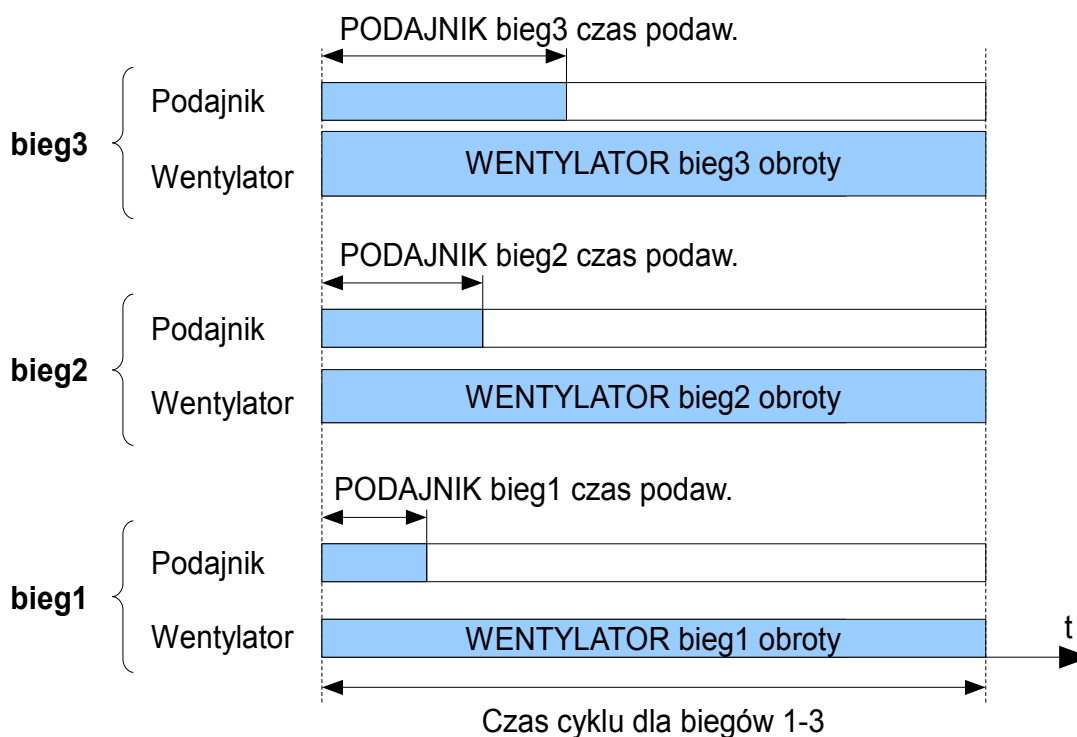 PODAJNIK bieg3 czas podaw.
Podajnik
bieg3
WENTYLATOR bieg3 obroty
Wentylator
PODAJNIK bieg2 czas podaw.
Podajnik
bieg2
Wentylator
WENTYLATOR bieg2 obroty
PODAJNIK bieg1 czas podaw.
Podajnik
bieg1
Wentylator
WENTYLATOR bieg1 obroty
t
Czas cyklu dla biegów 1-3